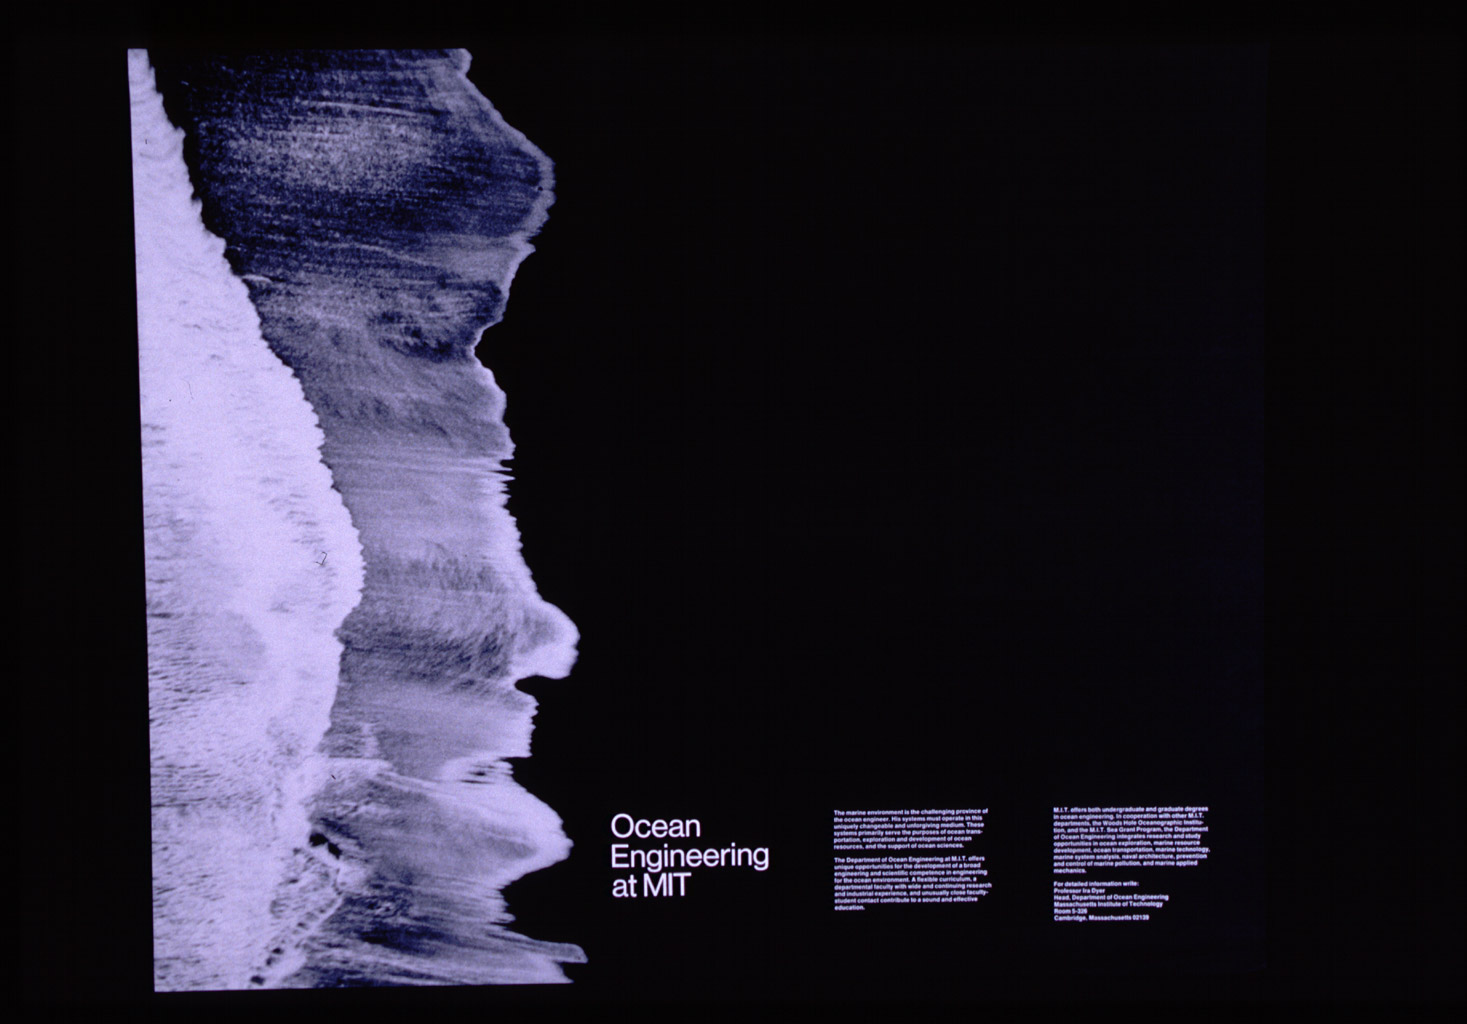 Ocean
Engineering
at MIT
The marine environment is the challenging province of
the ocean engineer. His systems must operate in this
uniquely changeable and unforgiving medium. These
systems primarily serve the purposes of ocean trans-
portation, exploration and development of ocean
resources, and the support of ocean sciences.
The Department of Ocean Engineering at M.I.T. offers
unique opportunities for the development of a broad
engineering and scientific competence in engineering
for the ocean environment. A flexible curriculum, a
departmental faculty with wide and continuing research
and industrial experience, and unusually close faculty-
student contact contribute to a sound and effective
education.
M.I.T. offers both undergraduate and graduate degrees
in ocean engineering. In cooperation with other M.I.T.
departments, the Woods Hole Oceanographic Institu-
tion, and the M.I.T. Sea Grant Program, the Department
of Ocean Engineering integrates research and study
opportunities in ocean exploration, marine resource
development, ocean transportation, marine technology,
marine system analysis, naval architecture, prevention
and control of marine pollution, and marine applied
mechanics.
For detailed information write:
Professor Ira Dyer
Head, Department of Ocean Engineering
Massachusetts Institute of Technology
Room 5-326
Cambridge, Massachusetts 02139